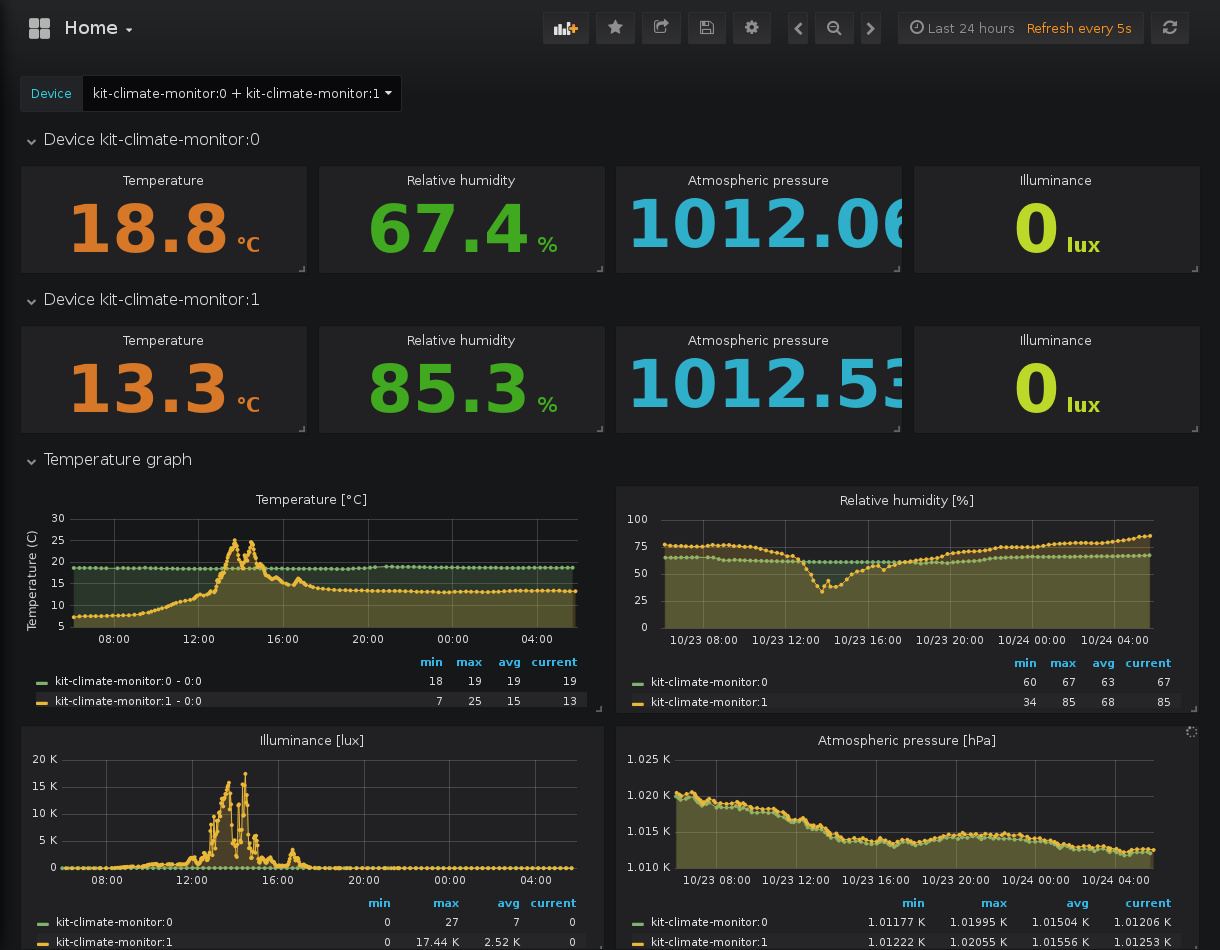 Home
Last 24 hours Refresh every 5s
Device kit-climate-monitor:0 + kit-climate-monitor:1
Device kit-climate-monitor:0
Temperature Relative humidity Atmospheric pressure Illuminance
18.8 °C 67.4 % 1012.06 0 lux
Device kit-climate-monitor:1
Temperature Relative humidity Atmospheric pressure Illuminance
13.3 °C 85.3 % 1012.53 0 lux
Temperature graph
Temperature [°C]
Temperature (C)
30
25
20
15
10
5
08:00 12:00 16:00 20:00 00:00 04:00
min max avg current
kit-climate-monitor:0 - 0:0 18 19 19 19
kit-climate-monitor:1 - 0:0 7 25 15 13
Relative humidity [%]
100
75
50
25
0
10/23 08:00 10/23 12:00 10/23 16:00 10/23 20:00 10/24 00:00 10/24 04:00
min max avg current
kit-climate-monitor:0 60 67 63 67
kit-climate-monitor:1 34 85 68 85
Illuminance [lux]
20 K
15 K
10 K
5 K
0
08:00 12:00 16:00 20:00 00:00 04:00
min max avg current
kit-climate-monitor:0 0 27 7 0
kit-climate-monitor:1 0 17.44 K 2.52 K 0
Atmospheric pressure [hPa]
1.025 K
1.020 K
1.015 K
1.010 K
10/23 08:00 10/23 12:00 10/23 16:00 10/23 20:00 10/24 00:00 10/24 04:00
min max avg current
kit-climate-monitor:0 1.01177 K 1.01995 K 1.01504 K 1.01206 K
kit-climate-monitor:1 1.01222 K 1.02055 K 1.01556 K 1.01253 K